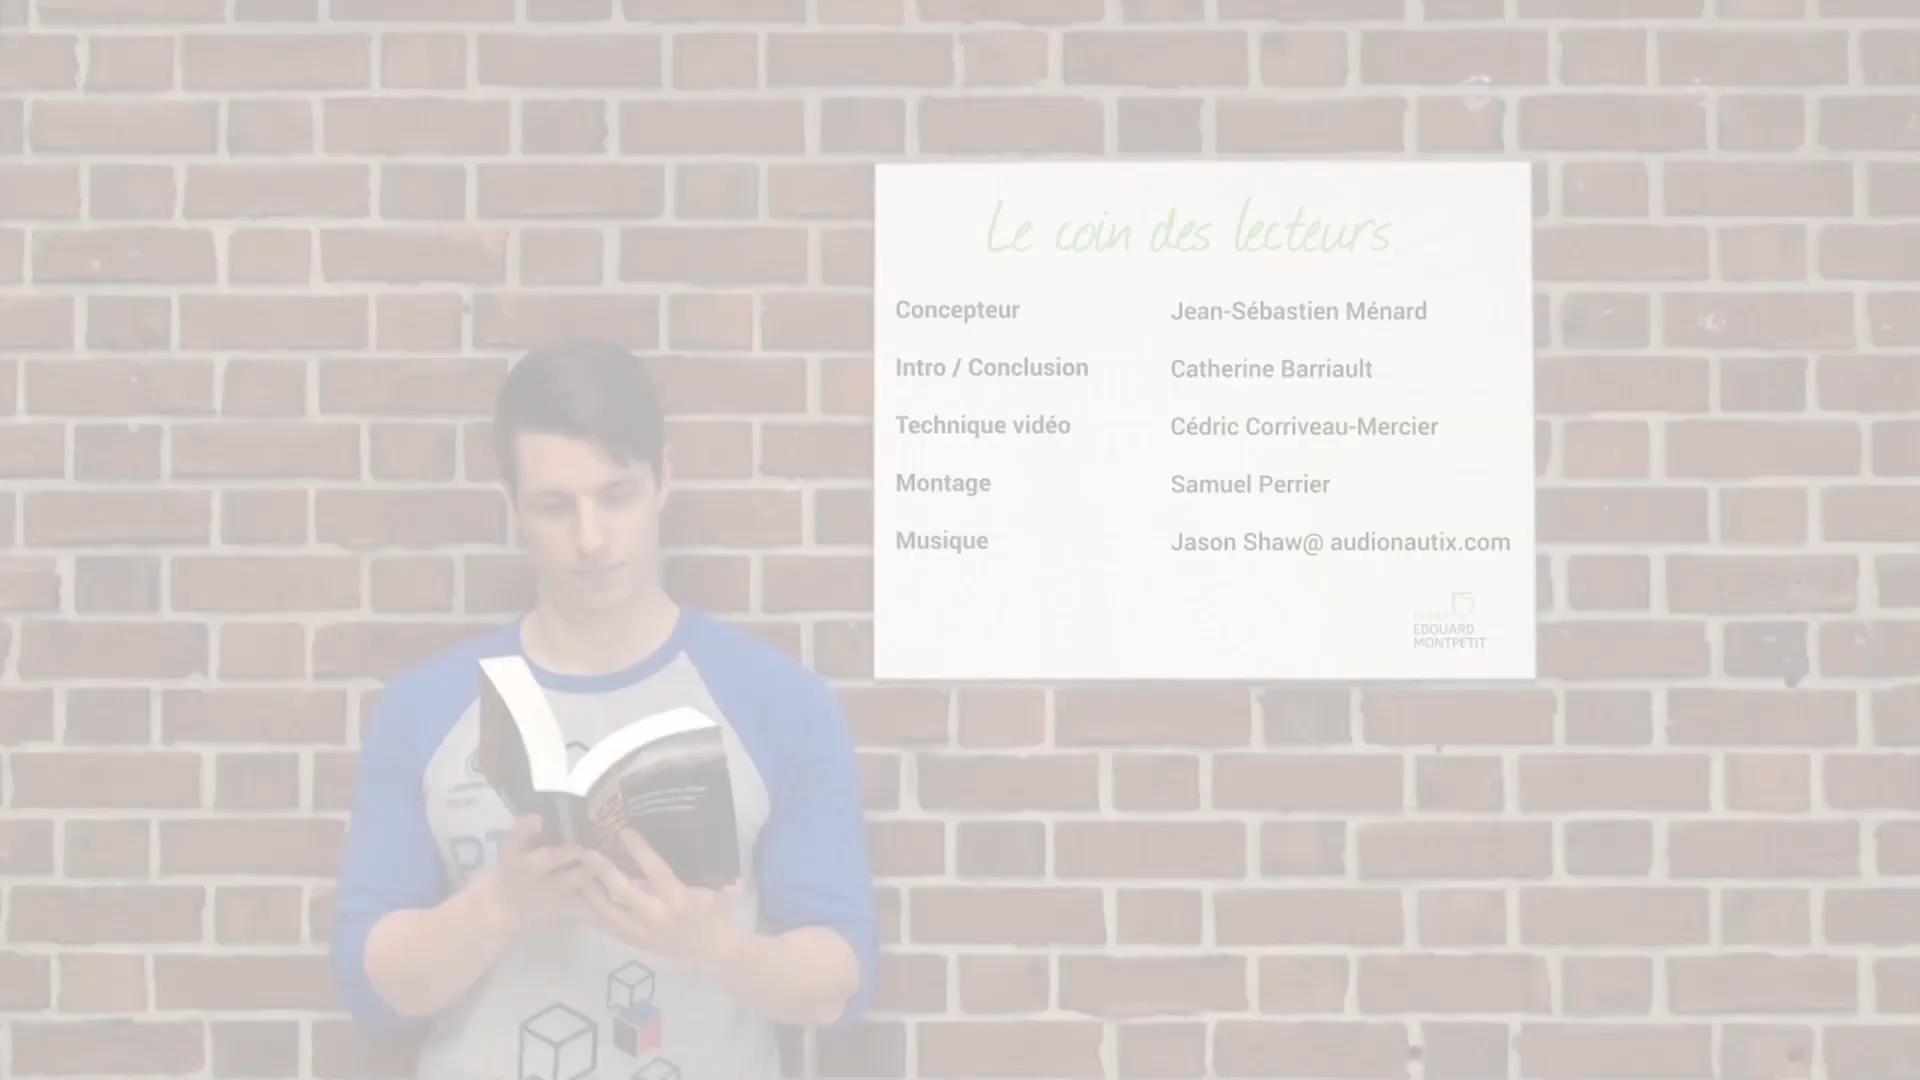 Le coin des lecteurs
Concepteur Jean-Sébastien Ménard
Intro / Conclusion Catherine Barriault
Technique vidéo Cédric Corriveau-Mercier
Montage Samuel Perrier
Musique Jason Shaw@ audionautix.com
EDOUARD
MONTPETIT